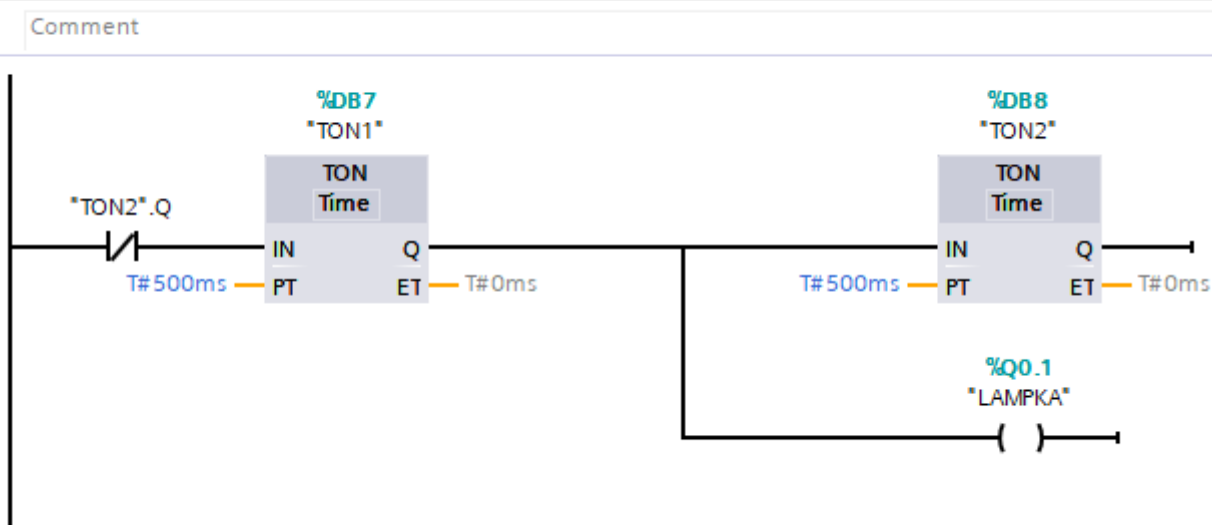 Comment
%DB7
"TON1"
TON
Time
"TON2".Q
IN
Q
T#500ms
PT
ET
T#0ms
%DB8
"TON2"
TON
Time
IN
Q
T#500ms
PT
ET
T#0ms
%Q0.1
"LAMPKA"